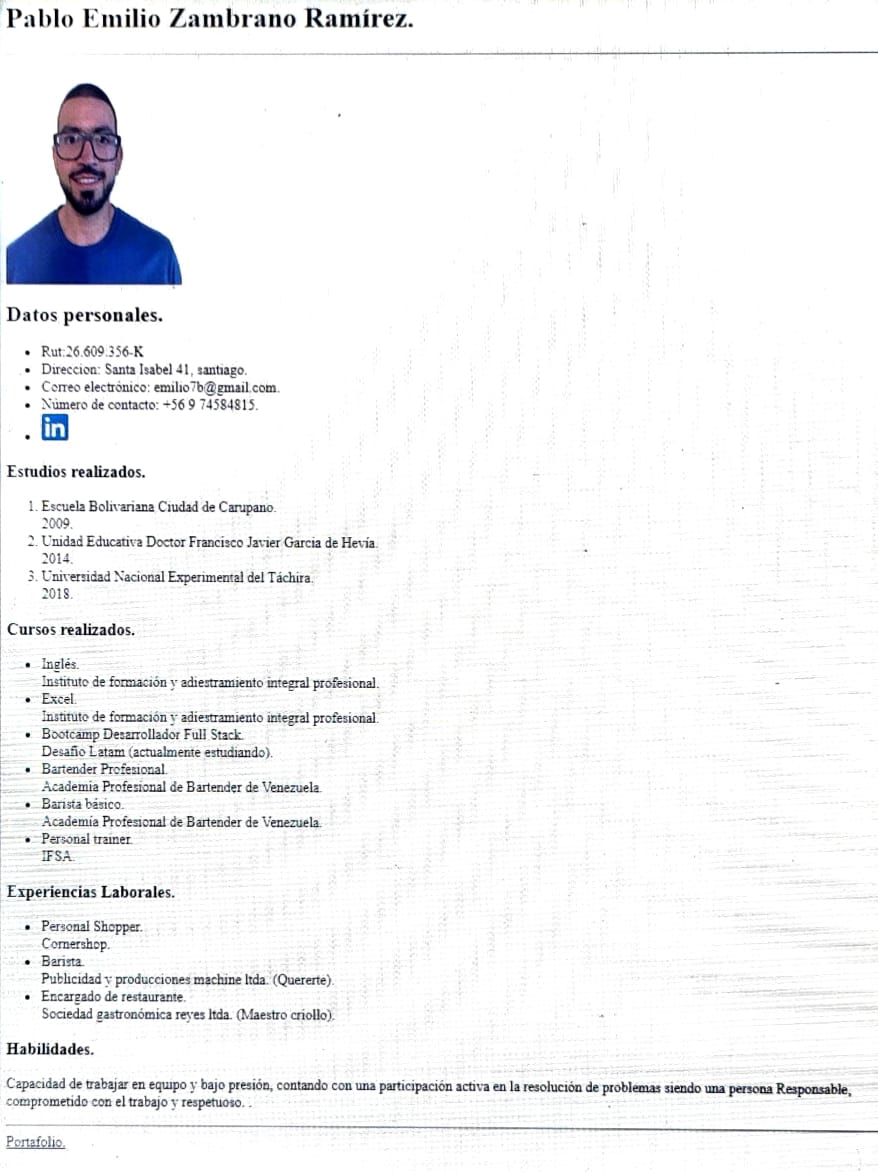 Pablo Emilio Zambrano Ramírez.
Datos personales.
Rut:26.609.356-K
Direccion: Santa Isabel 41, santiago.
Correo electrónico: emilio7b@gmail.com.
Número de contacto: +56 9 74584815.
in
Estudios realizados.
1. Escuela Bolivariana Ciudad de Carupano.
2009.
2. Unidad Educativa Doctor Francisco Javier García de Hevía.
2014.
3. Universidad Nacional Experimental del Táchira.
2018.
Cursos realizados.
Inglés.
Instituto de formación y adiestramiento integral profesional.
Excel.
Instituto de formación y adiestramiento integral profesional.
Bootcamp Desarrollador Full Stack.
Desafío Latam (actualmente estudiando).
Bartender Profesional.
Academia Profesional de Bartender de Venezuela.
Barista básico.
Academía Profesional de Bartender de Venezuela.
Personal trainer.
IFSA.
Experiencias Laborales.
Personal Shopper.
Cornershop.
Barista.
Publicidad y producciones machine ltda. (Quererte).
Encargado de restaurante.
Sociedad gastronómica reyes ltda. (Maestro criollo).
Habilidades.
Capacidad de trabajar en equipo y bajo presión, contando con una participación activa en la resolución de problemas siendo una persona Responsable,
comprometido con el trabajo y respetuoso. .
Portafolio.